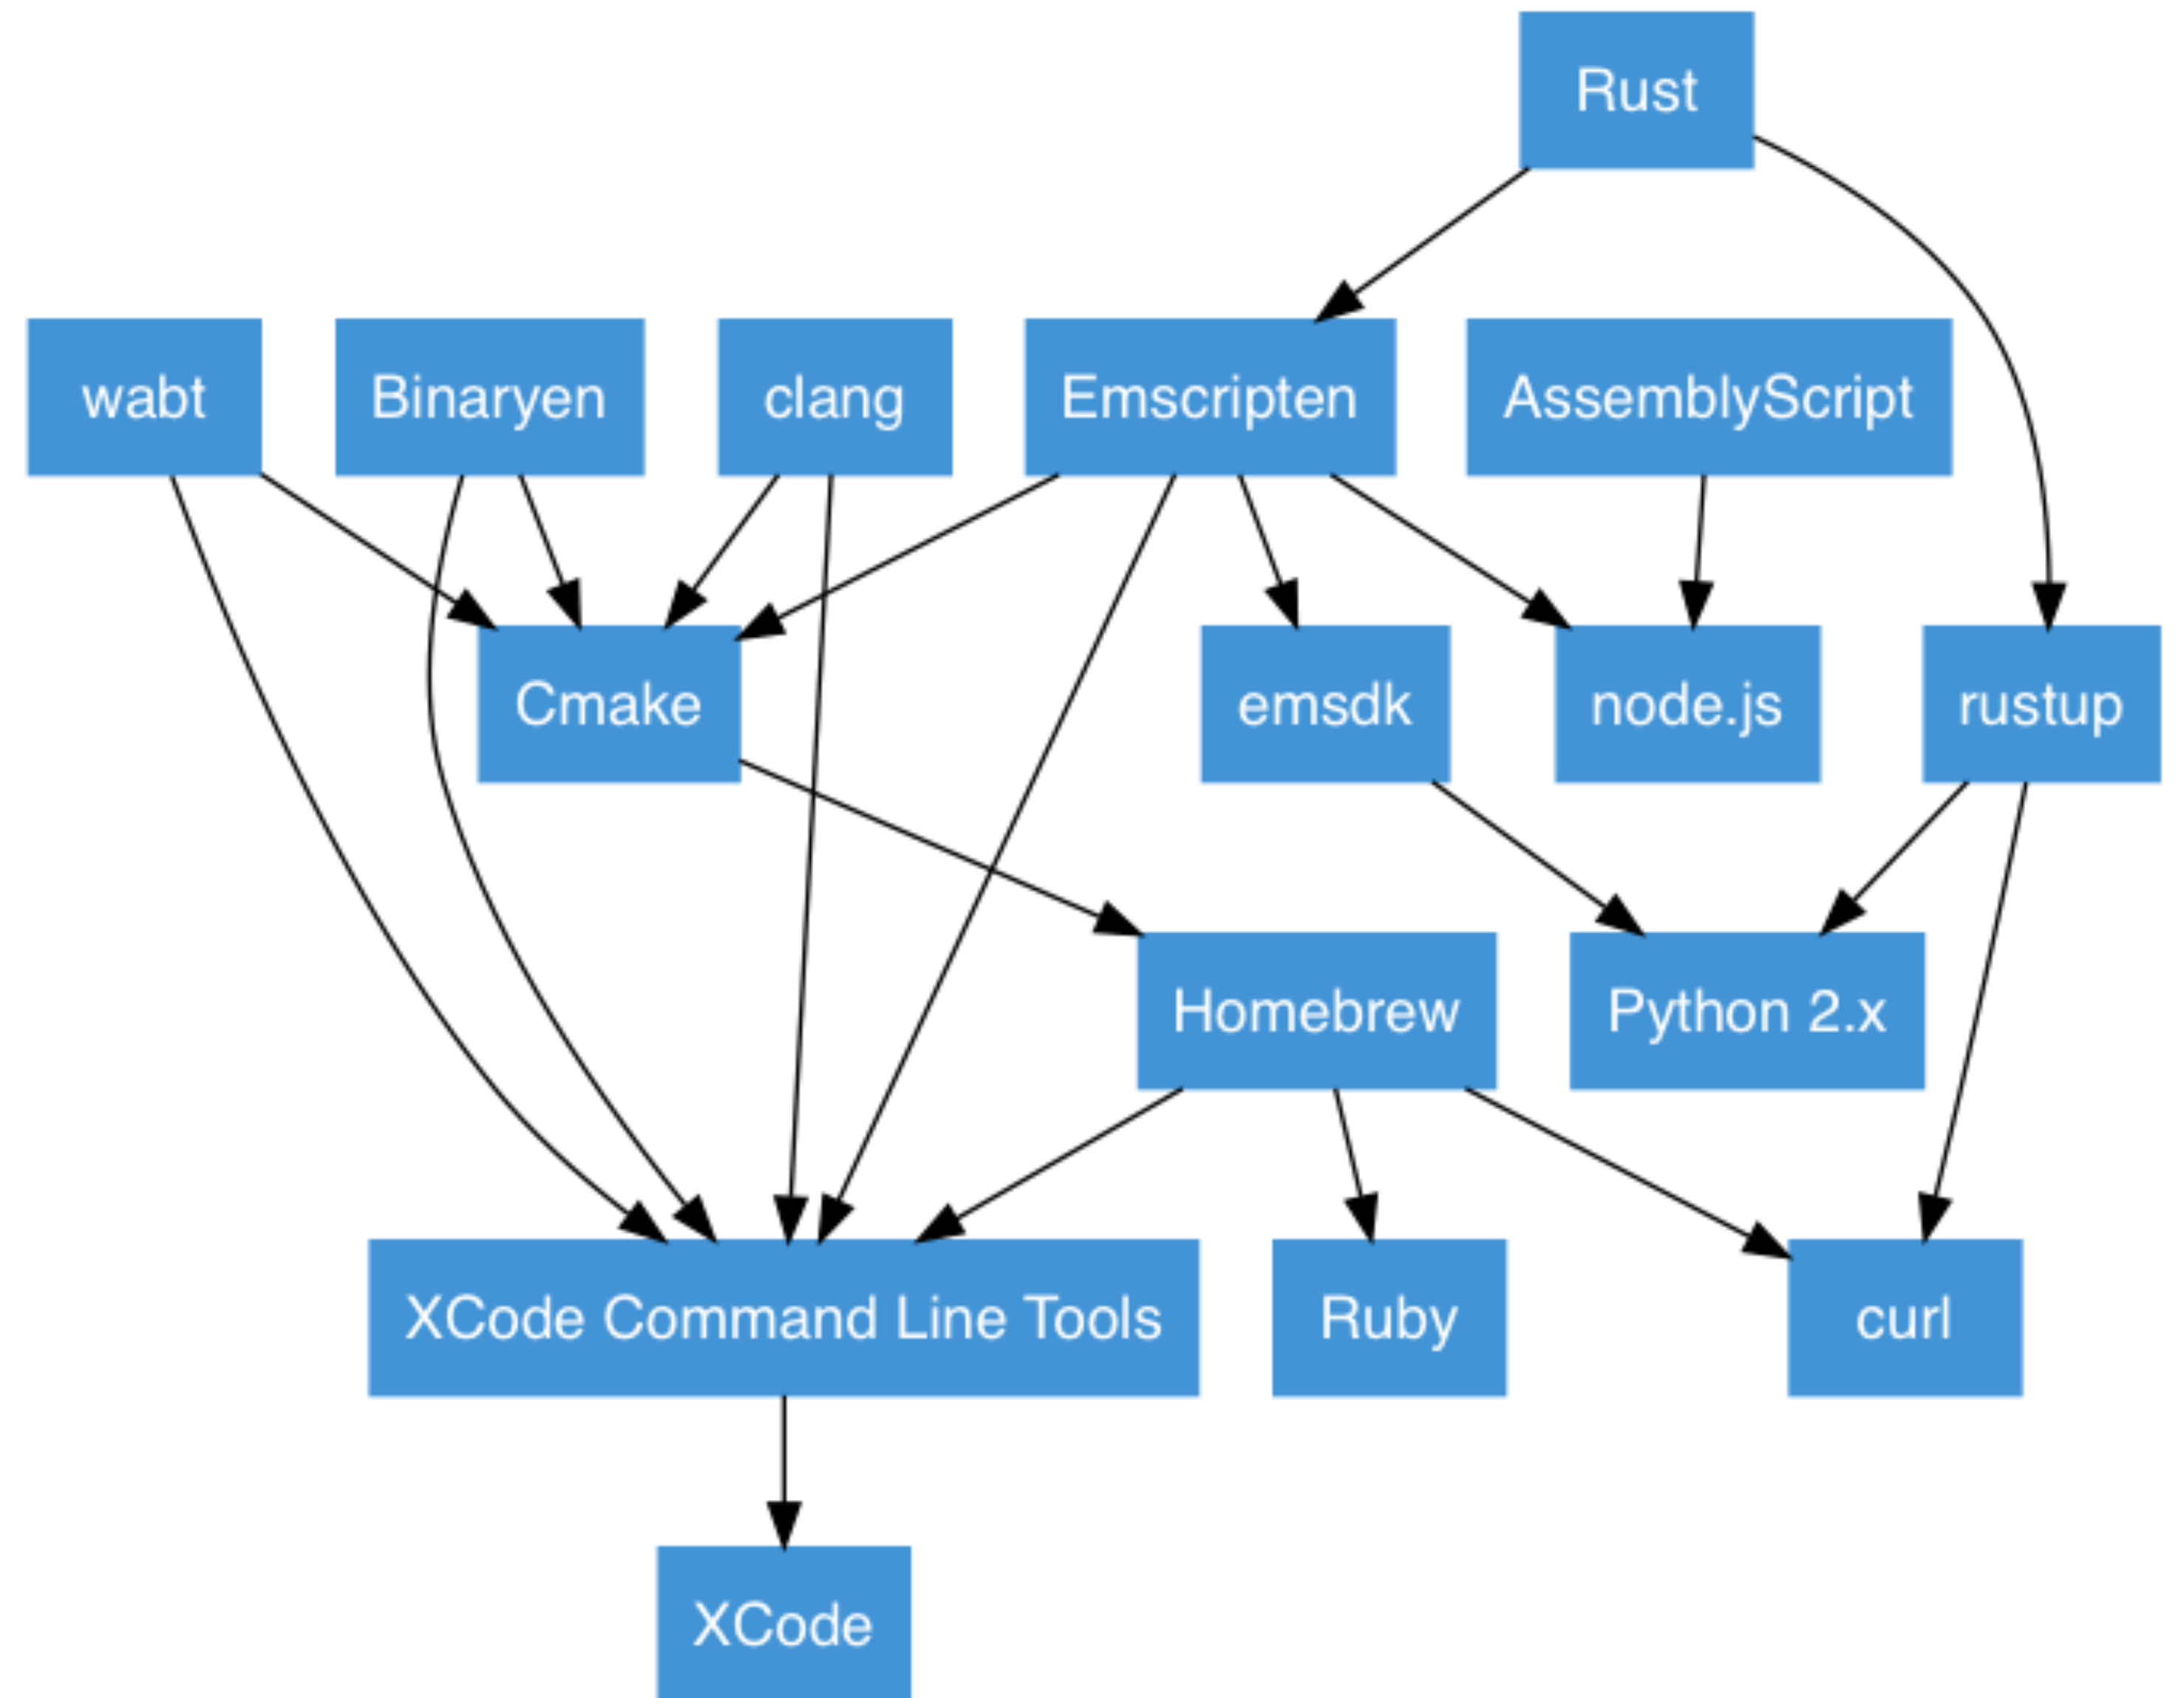 Rust
wabt
Binaryen
clang
Emscripten
AssemblyScript
Cmake
emsdk
node.js
rustup
Homebrew
Python 2.x
XCode Command Line Tools
Ruby
curl
XCode